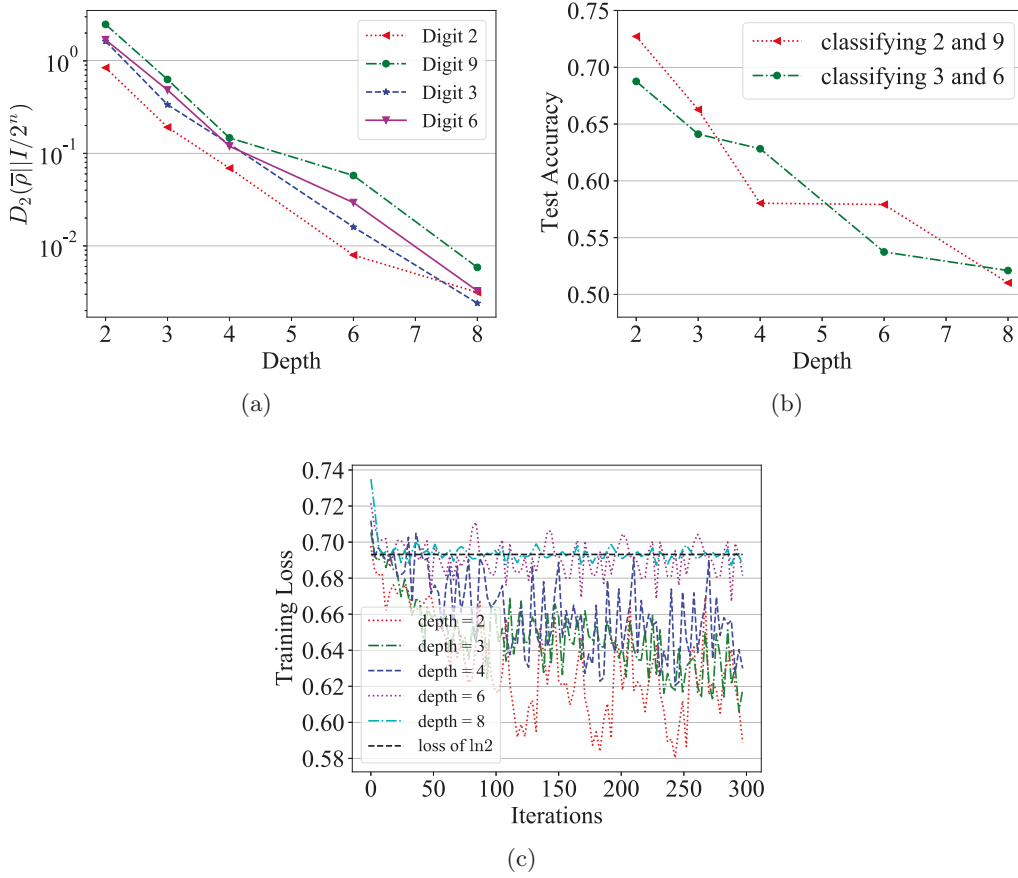 D₂(ρ̅||I/2ⁿ)
10⁰
10⁻¹
10⁻²
Digit 2
Digit 9
Digit 3
Digit 6
2 3 4 5 6 7 8
Depth
(a)
Test Accuracy
0.75
0.70
0.65
0.60
0.55
0.50
classifying 2 and 9
classifying 3 and 6
2 3 4 5 6 7 8
Depth
(b)
Training Loss
0.74
0.72
0.70
0.68
0.66
0.64
0.62
0.60
0.58
depth = 2
depth = 3
depth = 4
depth = 6
depth = 8
loss of ln2
0 50 100 150 200 250 300
Iterations
(c)